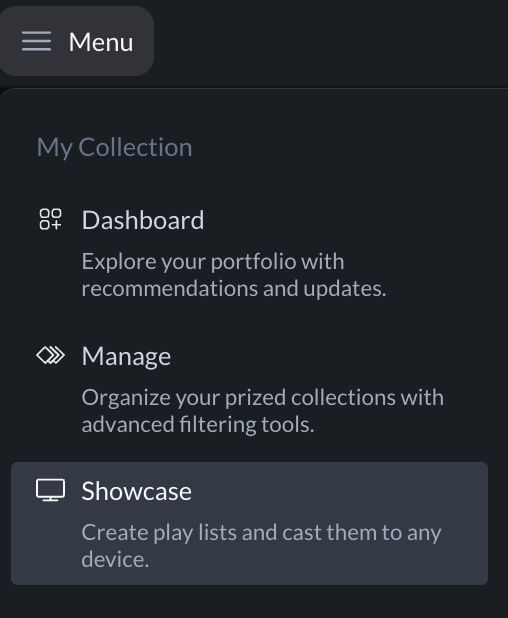 Menu
My Collection
Dashboard
Explore your portfolio with
recommendations and updates.
Manage
Organize your prized collections with
advanced filtering tools.
Showcase
Create play lists and cast them to any
device.